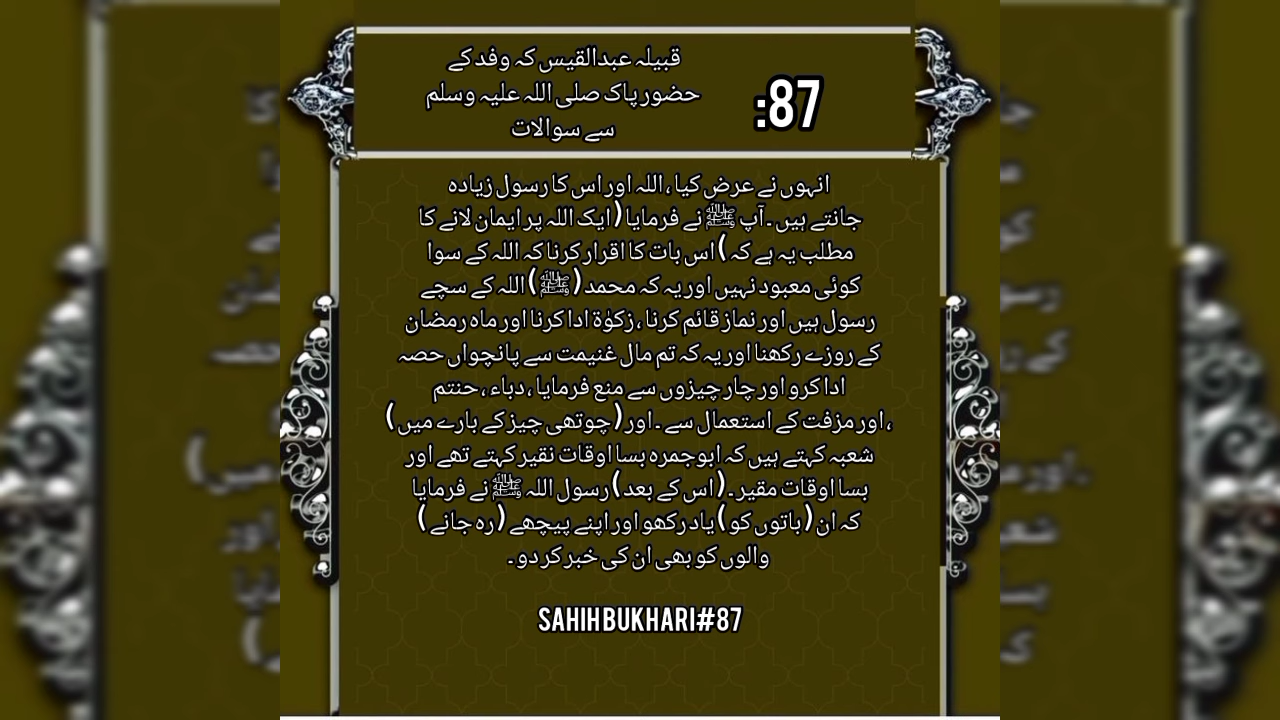 قبیلہ عبدالقیس کہ وفد کے
حضور پاک صلی اللہ علیہ وسلم
سے سوالات
:87
انہوں نے عرض کیا، اللہ اور اس کا رسول زیادہ
جانتے ہیں۔ آپ ﷺ نے فرمایا (ایک اللہ پر ایمان لانے کا
مطلب یہ ہے کہ) اس بات کا اقرار کرنا کہ اللہ کے سوا
کوئی معبود نہیں اور یہ کہ محمد (ﷺ) اللہ کے سچے
رسول ہیں اور نماز قائم کرنا، زکوٰۃ ادا کرنا اور ماہ رمضان
کے روزے رکھنا اور یہ کہ تم مال غنیمت سے پانچواں حصہ
ادا کرو اور چار چیزوں سے منع فرمایا، دباء، حنتم
، اور مزفت کے استعمال سے۔ اور (چوتھی چیز کے بارے میں)
شعبہ کہتے ہیں کہ ابوجمرہ بسا اوقات نقیر کہتے تھے اور
بسا اوقات مقیر۔ (اس کے بعد) رسول اللہ ﷺ نے فرمایا
کہ ان (باتوں کو) یاد رکھو اور اپنے پیچھے (رہ جانے)
والوں کو بھی ان کی خبر کر دو۔
SAHIH BUKHARI#87